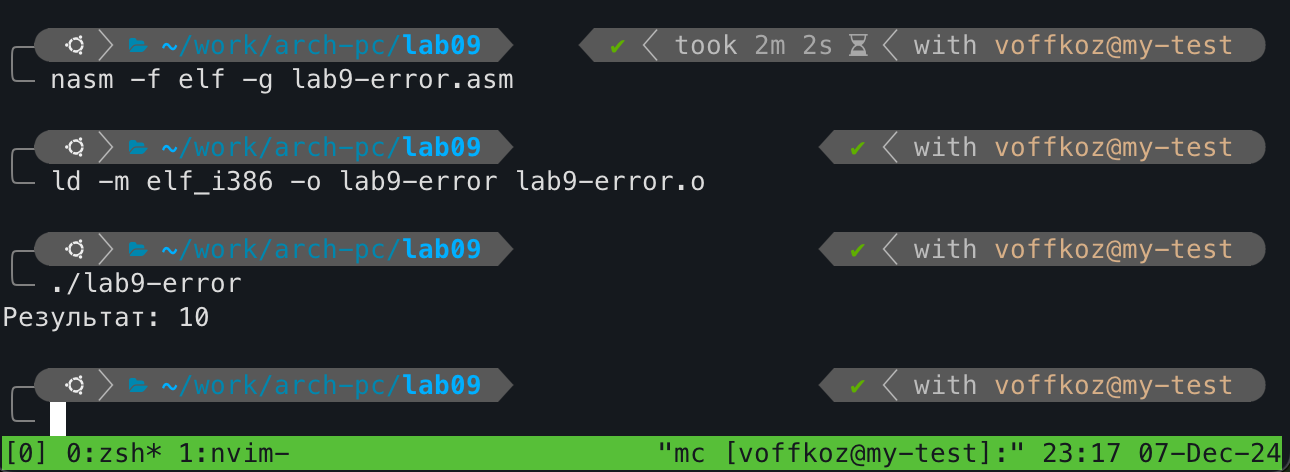 ~/work/arch-pc/lab09 ✔ took 2m 2s with voffkoz@my-test
nasm -f elf -g lab9-error.asm
~/work/arch-pc/lab09 ✔ with voffkoz@my-test
ld -m elf_i386 -o lab9-error lab9-error.o
~/work/arch-pc/lab09 ✔ with voffkoz@my-test
./lab9-error
Результат: 10
~/work/arch-pc/lab09 ✔ with voffkoz@my-test
[0] 0:zsh* 1:nvim- "mc [voffkoz@my-test]:" 23:17 07-Dec-24